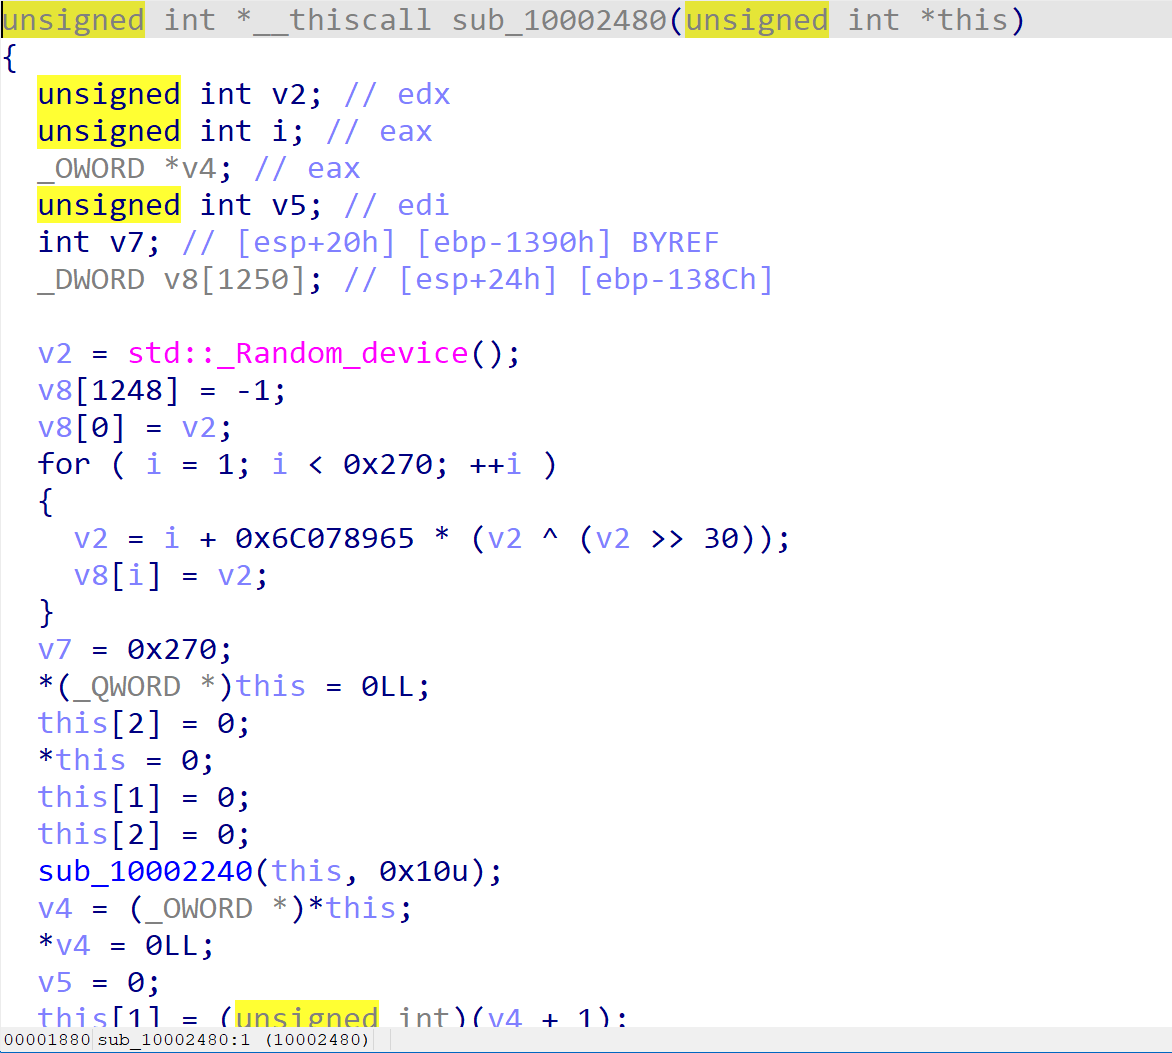 unsigned int *__thiscall sub_10002480(unsigned int *this)
{
  unsigned int v2; // edx
  unsigned int i; // eax
  _OWORD *v4; // eax
  unsigned int v5; // edi
  int v7; // [esp+20h] [ebp-1390h] BYREF
  _DWORD v8[1250]; // [esp+24h] [ebp-138Ch]

  v2 = std::_Random_device();
  v8[1248] = -1;
  v8[0] = v2;
  for ( i = 1; i < 0x270; ++i )
  {
    v2 = i + 0x6C078965 * (v2 ^ (v2 >> 30));
    v8[i] = v2;
  }
  v7 = 0x270;
  *(_QWORD *)this = 0LL;
  this[2] = 0;
  *this = 0;
  this[1] = 0;
  this[2] = 0;
  sub_10002240(this, 0x10u);
  v4 = (_OWORD *)*this;
  *v4 = 0LL;
  v5 = 0;
  this[1] = (unsigned int)(v4 + 1);
00001880 sub_10002480:1 (10002480)